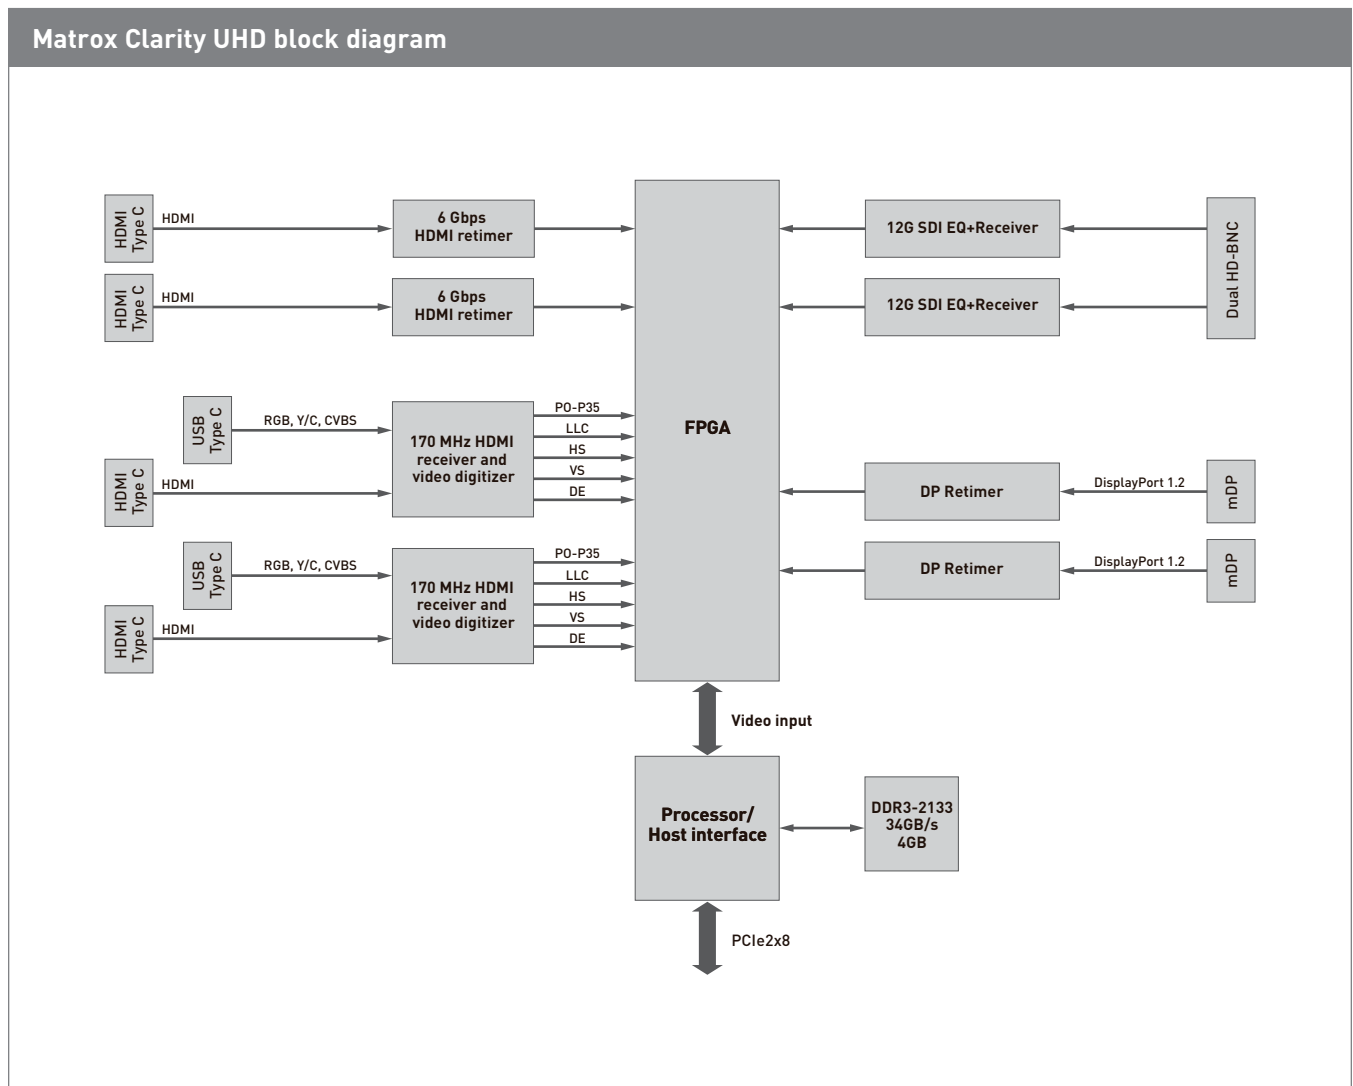 Matrox Clarity UHD block diagram
HDMI
Type C
HDMI
6 Gbps
HDMI retimer
12G SDI EQ+Receiver
Dual HD-BNC
HDMI
Type C
HDMI
6 Gbps
HDMI retimer
12G SDI EQ+Receiver
FPGA
USB
Type C
RGB, Y/C, CVBS
HDMI
Type C
HDMI
170 MHz HDMI
receiver and
video digitizer
PO-P35
LLC
HS
VS
DE
DP Retimer
DisplayPort 1.2
mDP
USB
Type C
RGB, Y/C, CVBS
HDMI
Type C
HDMI
170 MHz HDMI
receiver and
video digitizer
PO-P35
LLC
HS
VS
DE
DP Retimer
DisplayPort 1.2
mDP
Video input
Processor/
Host interface
DDR3-2133
34GB/s
4GB
PCIe2x8